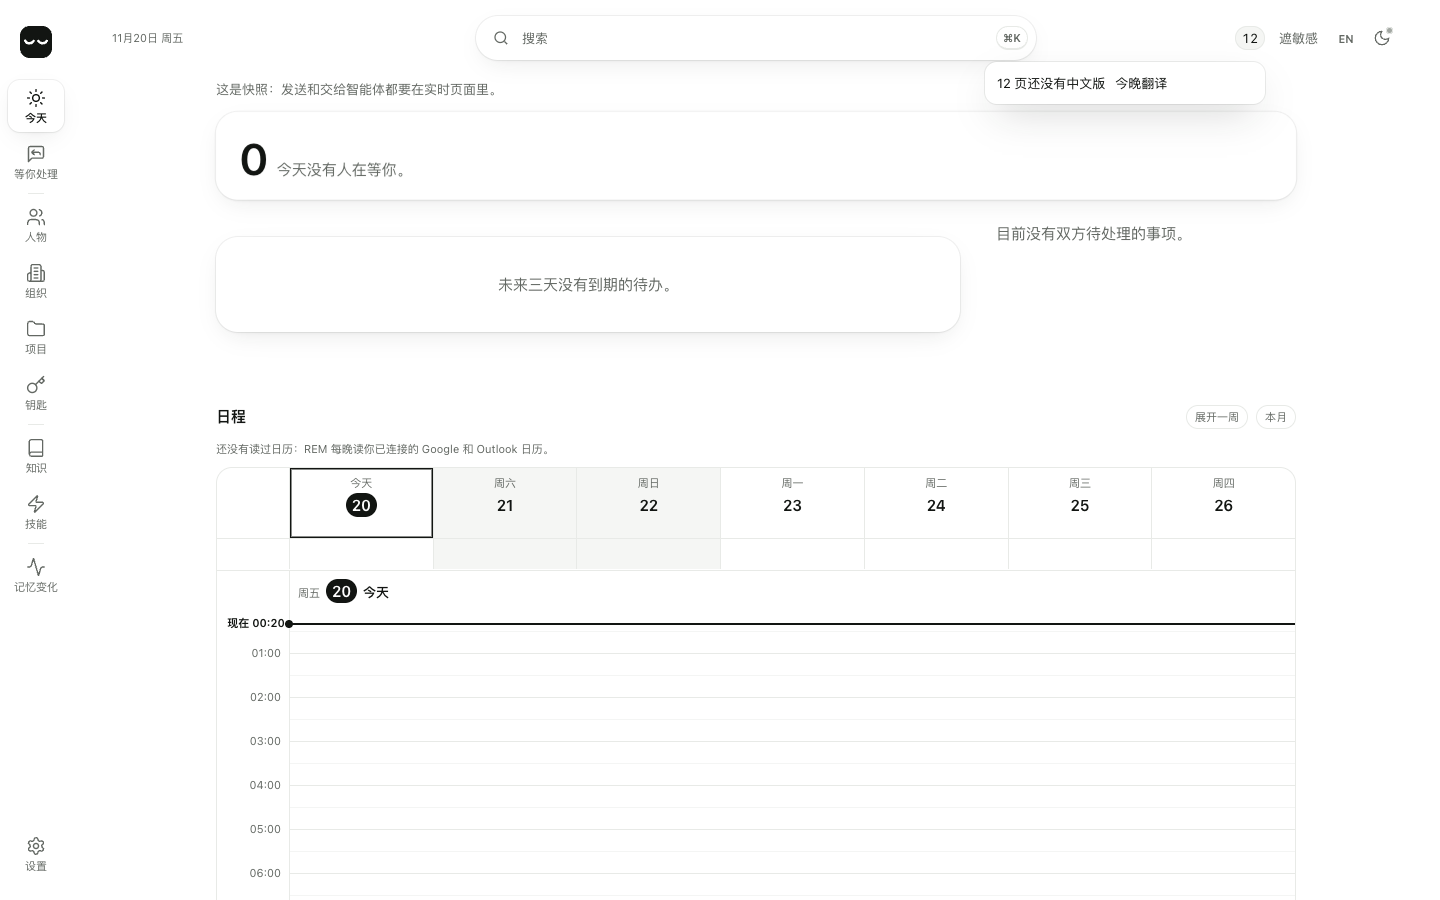 11月20日 周五
搜索
⌘K
12
遮敏感
EN
12 页还没有中文版 今晚翻译
这是快照：发送和交给智能体都要在实时页面里。
0 今天没有人在等你。
目前没有双方待处理的事项。
未来三天没有到期的待办。
今天
等你处理
人物
组织
项目
钥匙
知识
技能
记忆变化
设置
日程
展开一周
本月
还没有读过日历：REM 每晚读你已连接的 Google 和 Outlook 日历。
今天 周六 周日 周一 周二 周三 周四
20 21 22 23 24 25 26
周五 20 今天
现在 00:20
01:00
02:00
03:00
04:00
05:00
06:00